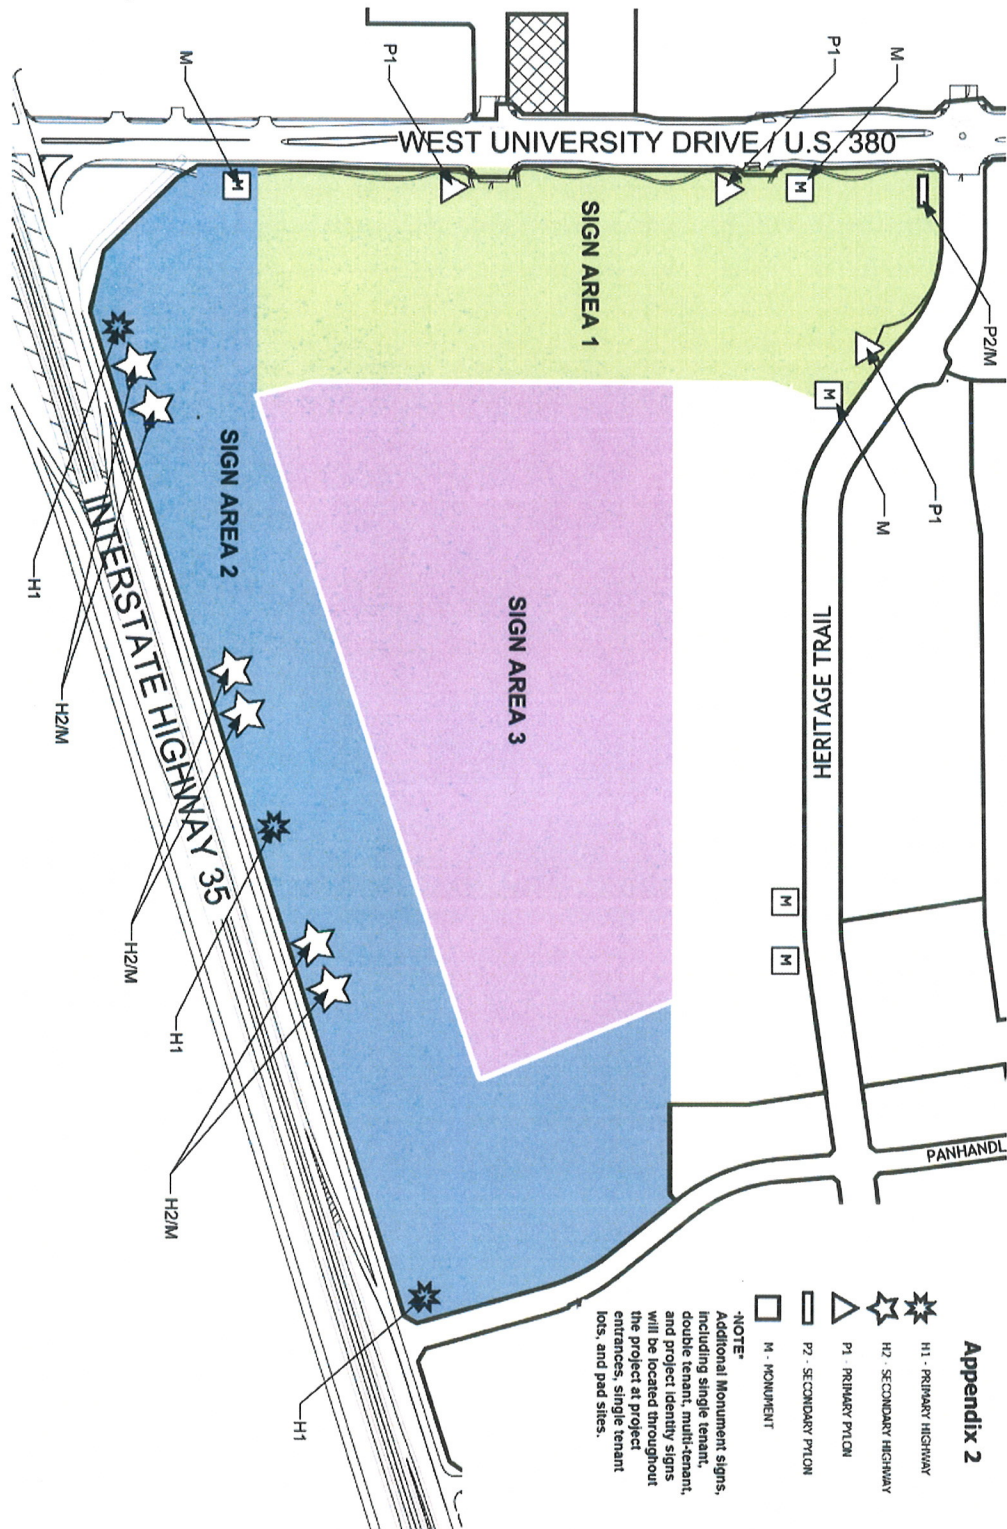 Appendix 2
H1 - PRIMARY HIGHWAY
H2 - SECONDARY HIGHWAY
P1 - PRIMARY PYLON
P2 - SECONDARY PYLON
M - MONUMENT
*NOTE*
Additonal Monument signs,
including single tenant,
double tenant, multi-tenant,
and project identity signs
will be located throughout
the project at project
entrances, single tenant
lots, and pad sites.
WEST UNIVERSITY DRIVE / U.S. 380
INTERSTATE HIGHWAY 35
HERITAGE TRAIL
PANHANDL
SIGN AREA 1
SIGN AREA 2
SIGN AREA 3
M
P1
P1
M
P2/M
P1
M
H1
H2/M
H2/M
H1
H2/M
H1
M
M
M
M
M